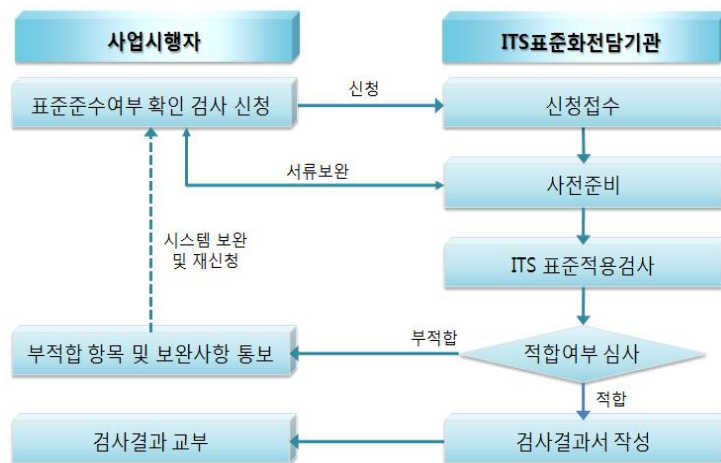 사업시행자
ITS표준화전담기관
표준준수여부 확인 검사 신청
신청
신청접수
서류보완
사전준비
시스템 보완
및 재신청
ITS 표준적용검사
부적합 항목 및 보완사항 통보
부적합
적합여부 심사
적합
검사결과 교부
검사결과서 작성